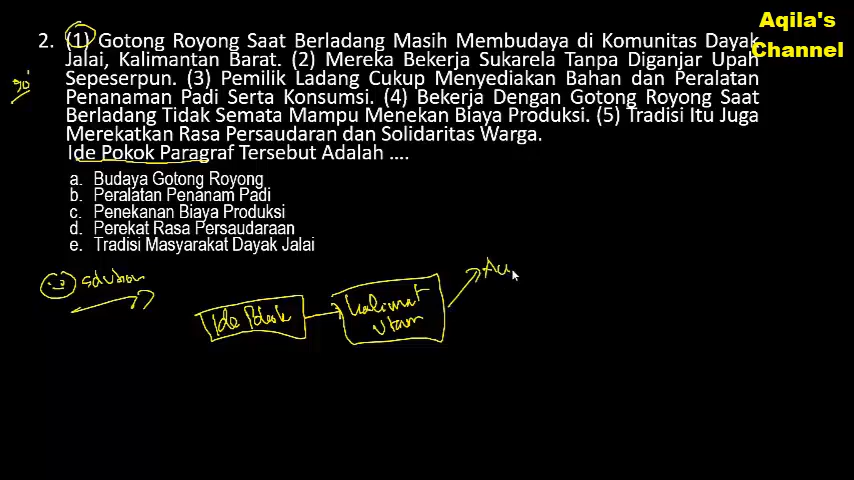 Aqila's
Channel
2. (1) Gotong Royong Saat Berladang Masih Membudaya di Komunitas Dayak
Jalai, Kalimantan Barat. (2) Mereka Bekerja Sukarela Tanpa Diganjar Upah
Sepeserpun. (3) Pemilik Ladang Cukup Menyediakan Bahan dan Peralatan
Penanaman Padi Serta Konsumsi. (4) Bekerja Dengan Gotong Royong Saat
Berladang Tidak Semata Mampu Menekan Biaya Produksi. (5) Tradisi Itu Juga
Merekatkan Rasa Persaudaran dan Solidaritas Warga.
Ide Pokok Paragraf Tersebut Adalah ....
a. Budaya Gotong Royong
b. Peralatan Penanam Padi
c. Penekanan Biaya Produksi
d. Perekat Rasa Persaudaraan
e. Tradisi Masyarakat Dayak Jalai
solution
Ide Pokok
kalimat
utama